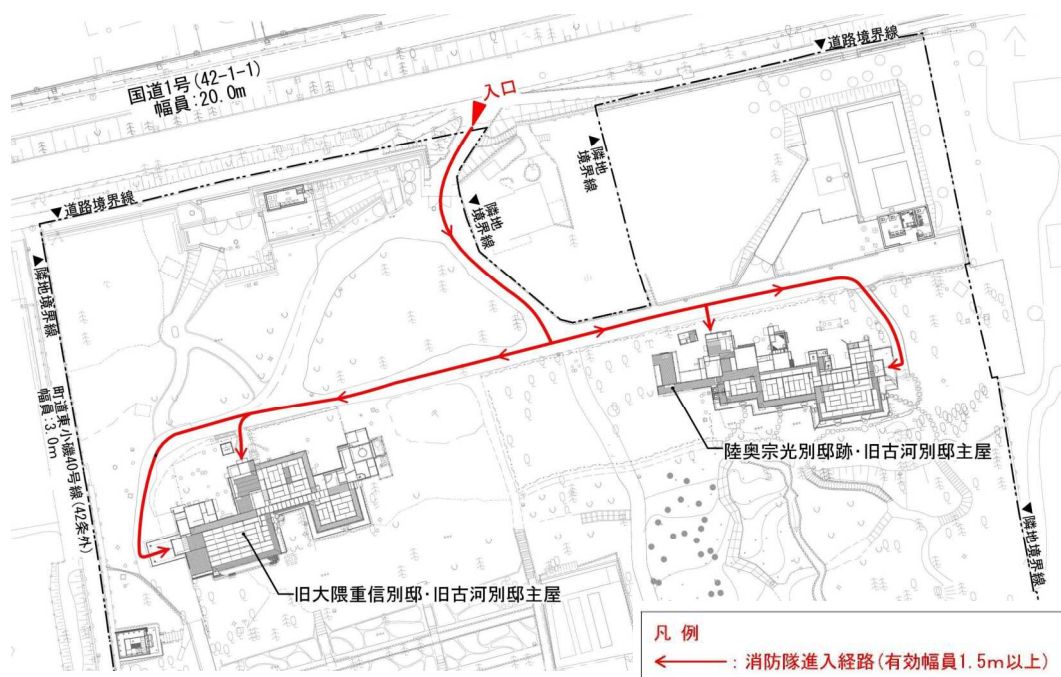 国道1号(42-1-1)
幅員:20.0m
入口
▼道路境界線
▼道路境界線
▼隣地
境界線
▼隣地
境界線
▲隣地境界線
町道東小磯40号線(42条外)
幅員:3.0m
陸奥宗光別邸跡・旧古河別邸主屋
▼隣地境界線
旧大隈重信別邸・旧古河別邸主屋
凡 例
:消防隊進入経路(有効幅員1.5m以上)